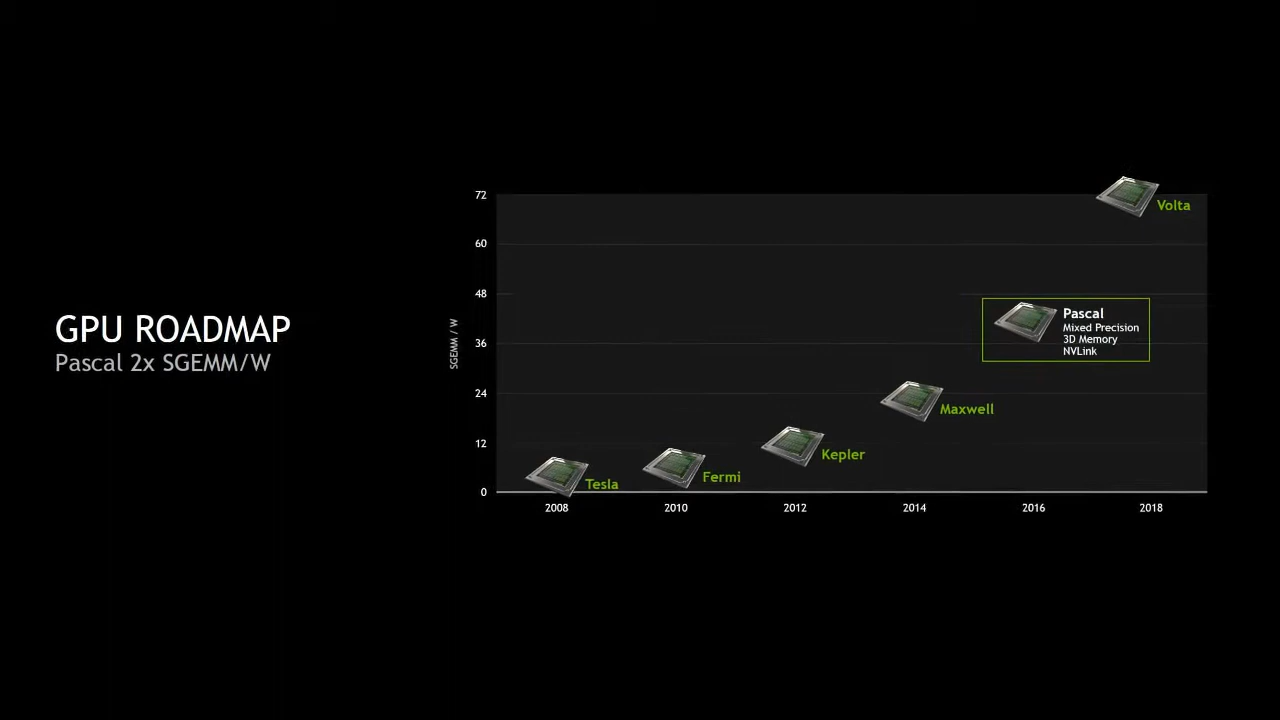 GPU ROADMAP
Pascal 2x SGEMM/W
SGEMM / W
72
60
48
36
24
12
0
Volta
Pascal
Mixed Precision
3D Memory
NVLink
Maxwell
Kepler
Fermi
Tesla
2008
2010
2012
2014
2016
2018